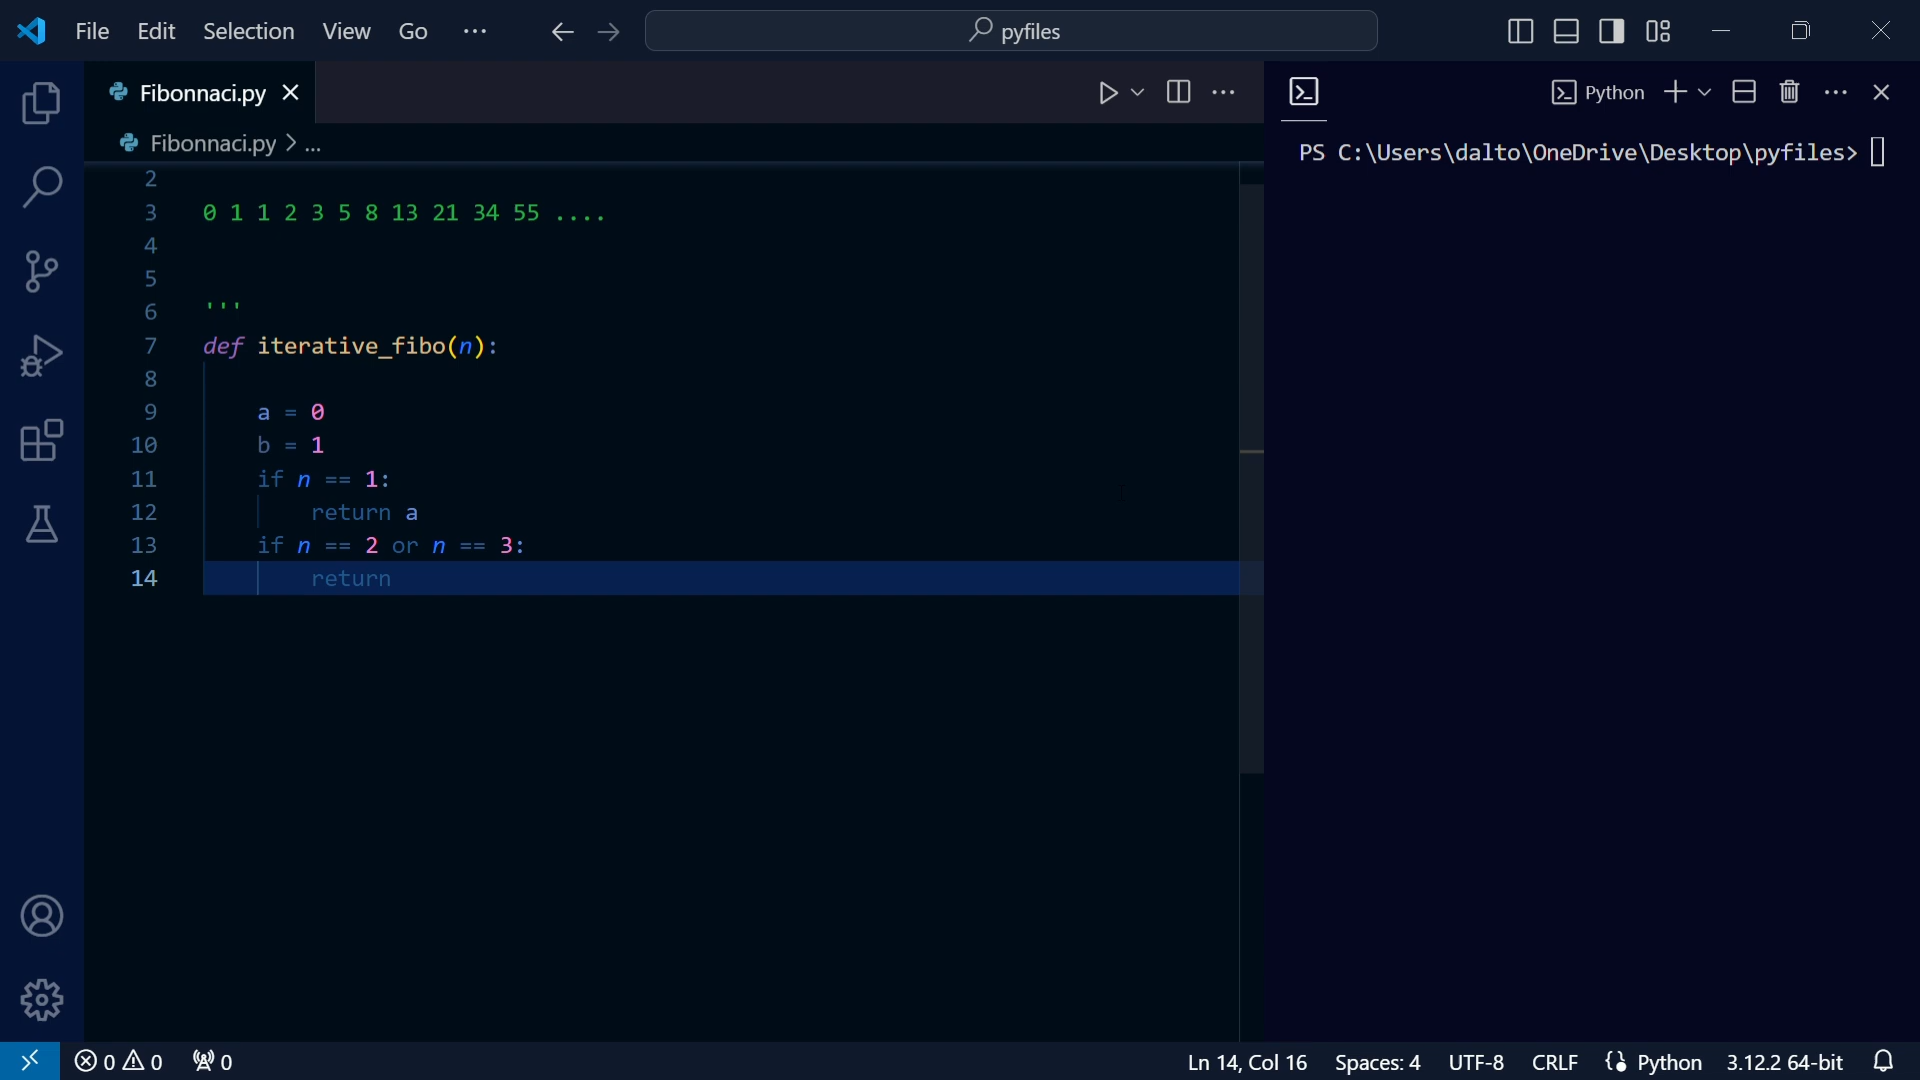 File Edit Selection View Go ... pyfiles
Fibonnaci.py
Python
Fibonnaci.py > ...
PS C:\Users\dalto\OneDrive\Desktop\pyfiles>
2
3 0 1 1 2 3 5 8 13 21 34 55 ....
4
5
6 '''
7 def iterative_fibo(n):
8
9 a = 0
10 b = 1
11 if n == 1:
12 return a
13 if n == 2 or n == 3:
14 return
0 0 0 Ln 14, Col 16 Spaces: 4 UTF-8 CRLF Python 3.12.2 64-bit